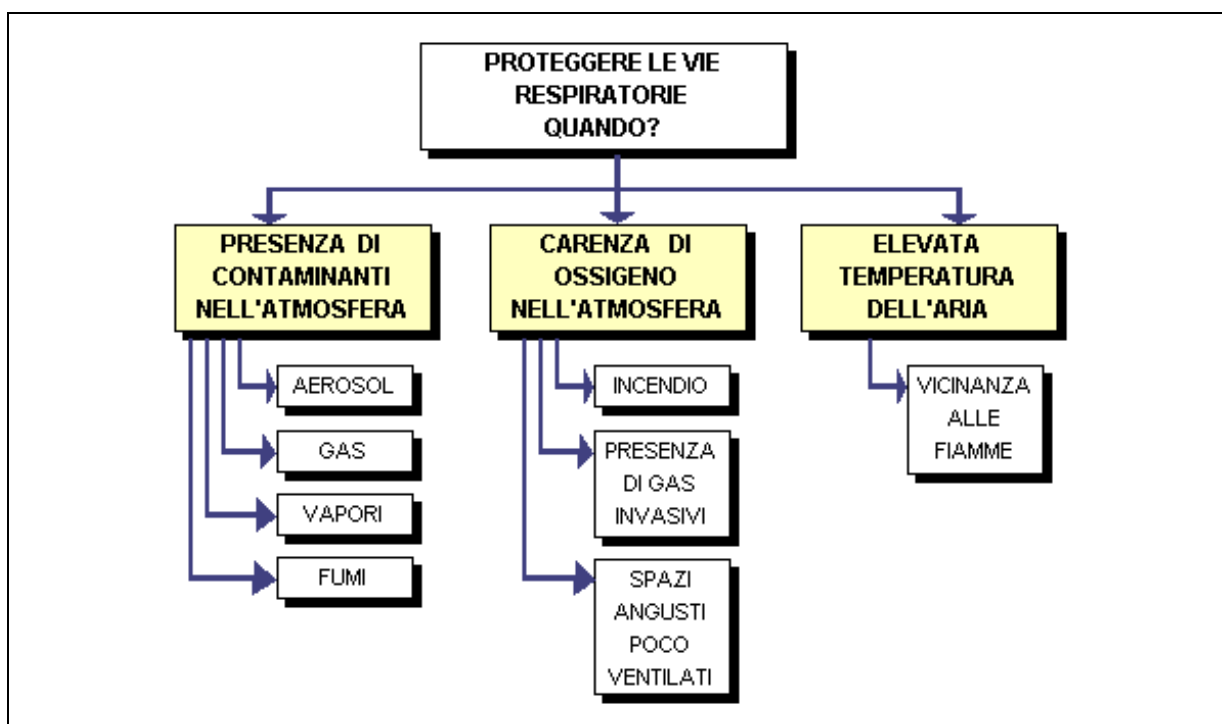 PROTEGGERE LE VIE
RESPIRATORIE
QUANDO?
PRESENZA DI
CONTAMINANTI
NELL'ATMOSFERA
AEROSOL
GAS
VAPORI
FUMI
CARENZA DI
OSSIGENO
NELL'ATMOSFERA
INCENDIO
PRESENZA
DI GAS
INVASIVI
SPAZI
ANGUSTI
POCO
VENTILATI
ELEVATA
TEMPERATURA
DELL'ARIA
VICINANZA
ALLE
FIAMME